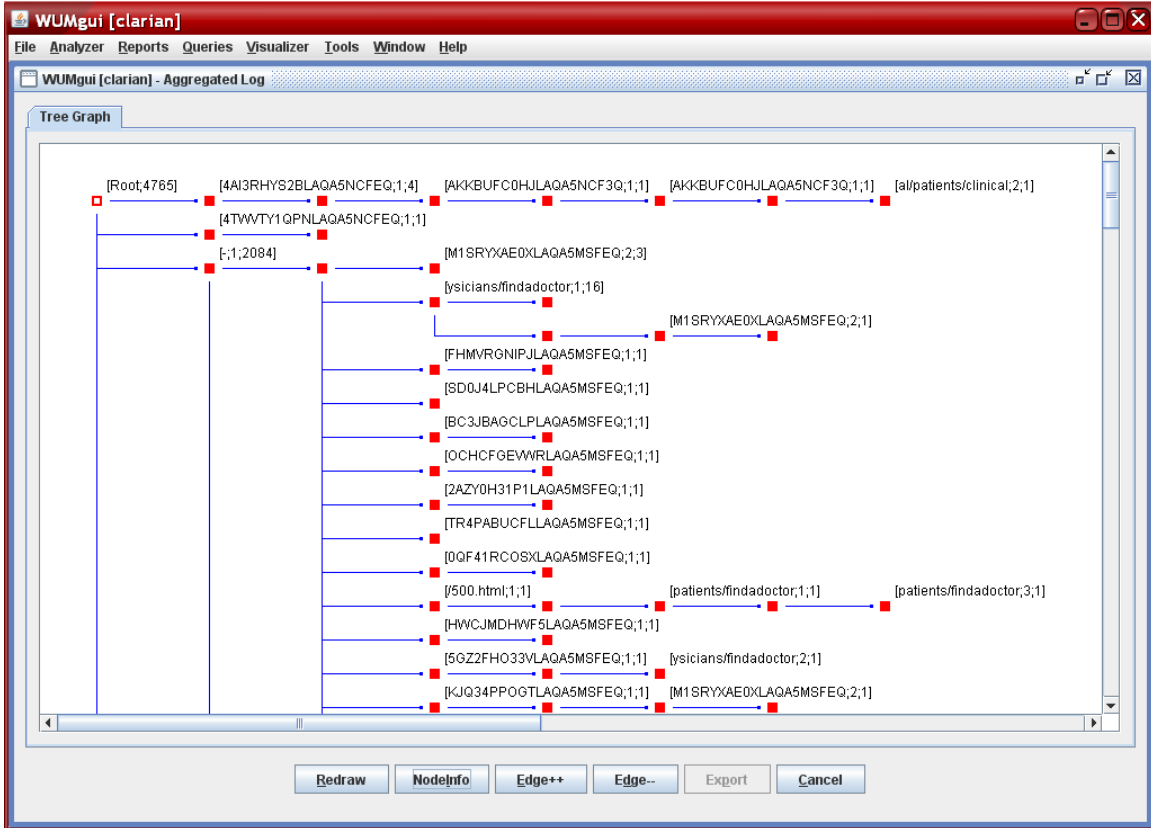 WUMgui [clarian]
File Analyzer Reports Queries Visualizer Tools Window Help
WUMgui [clarian] - Aggregated Log
Tree Graph
[Root;4765] [4AI3RHYS2BLAQA5NCFEQ;1;4] [AKKBUFC0HJLAQA5NCF3Q;1;1] [AKKBUFC0HJLAQA5NCF3Q;1;1] [al/patients/clinical;2;1]
[4TWVTY1QPNLAQA5NCFEQ;1;1]
[-;1;2084] [M1SRYXAE0XLAQA5MSFEQ;2;3]
[ysicians/findadoctor;1;16]
[M1SRYXAE0XLAQA5MSFEQ;2;1]
[FHMVRGNIPJLAQA5MSFEQ;1;1]
[SD0J4LPCBHLAQA5MSFEQ;1;1]
[BC3JBAGCLPLAQA5MSFEQ;1;1]
[OCHCFGEVWRLAQA5MSFEQ;1;1]
[2AZY0H31P1LAQA5MSFEQ;1;1]
[TR4PABUCFLLAQA5MSFEQ;1;1]
[0QF41RCOSXLAQA5MSFEQ;1;1]
[/500.html;1;1] [patients/findadoctor;1;1] [patients/findadoctor;3;1]
[HWCJMDHWF5LAQA5MSFEQ;1;1]
[5GZ2FHO33VLAQA5MSFEQ;1;1] [ysicians/findadoctor;2;1]
[KJQ34PPOGTLAQA5MSFEQ;1;1] [M1SRYXAE0XLAQA5MSFEQ;2;1]
Redraw NodeInfo Edge++ Edge-- Export Cancel